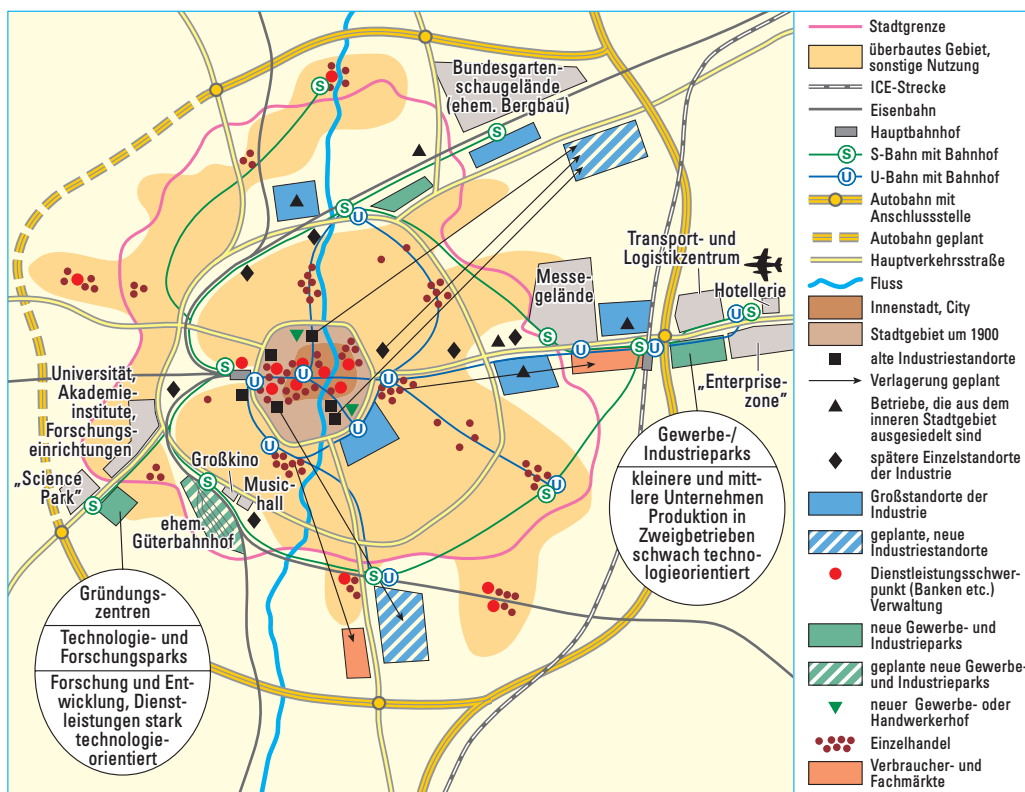 Bundesgarten-
schaugelände
(ehem. Bergbau)
Transport- und
Logistikzentrum
Hotellerie
Messe-
gelände
„Enterprise-
zone"
Universität,
Akademie-
institute,
Forschungs-
einrichtungen
„Science
Park"
Großkino
Music-
hall
ehem.
Güterbahnhof
Gründungs-
zentren
Technologie- und
Forschungsparks
Forschung und Ent-
wicklung, Dienst-
leistungen stark
technologie-
orientiert
Gewerbe-/
Industrieparks
kleinere und mitt-
lere Unternehmen
Produktion in
Zweigbetrieben
schwach techno-
logieorientiert
S
S
S
S
S
S
S
S
S
S
U
U
U
U
U
U
U
U
U
U
Stadtgrenze
überbautes Gebiet,
sonstige Nutzung
ICE-Strecke
Eisenbahn
Hauptbahnhof
S S-Bahn mit Bahnhof
U U-Bahn mit Bahnhof
Autobahn mit
Anschlussstelle
Autobahn geplant
Hauptverkehrsstraße
Fluss
Innenstadt, City
Stadtgebiet um 1900
alte Industriestandorte
Verlagerung geplant
Betriebe, die aus dem
inneren Stadtgebiet
ausgesiedelt sind
spätere Einzelstandorte
der Industrie
Großstandorte der
Industrie
geplante, neue
Industriestandorte
Dienstleistungsschwer-
punkt (Banken etc.)
Verwaltung
neue Gewerbe- und
Industrieparks
geplante neue Gewerbe-
und Industrieparks
neuer Gewerbe- oder
Handwerkerhof
Einzelhandel
Verbraucher- und
Fachmärkte